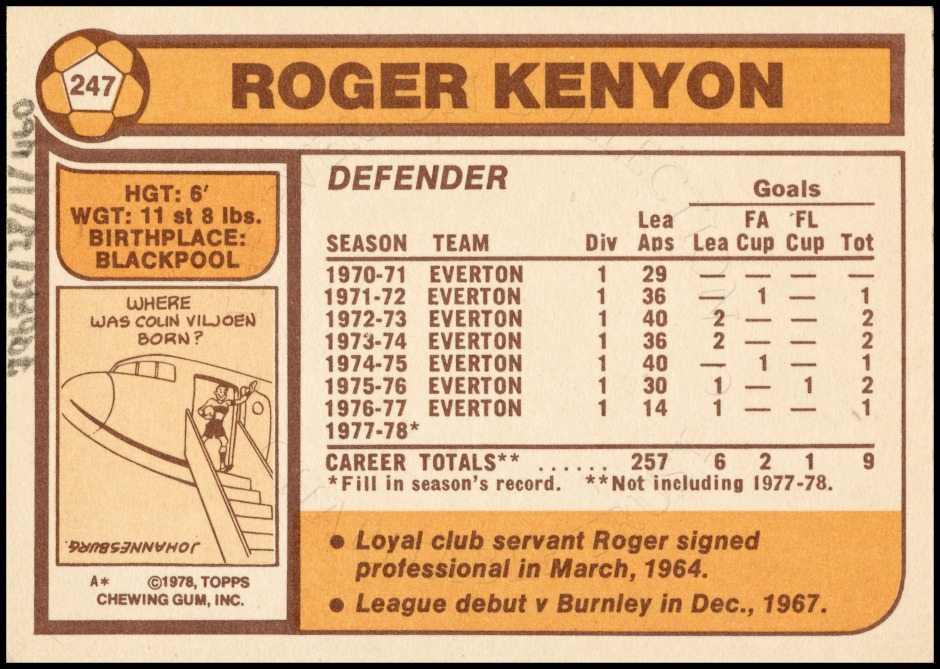 247
ROGER KENYON
HGT: 6′
WGT: 11 st 8 lbs.
BIRTHPLACE:
BLACKPOOL
WHERE
WAS COLIN VILJOEN
BORN?
JOHANNESBURG.
A* ©1978, TOPPS
CHEWING GUM, INC.
DEFENDER
Goals
Lea FA FL
SEASON TEAM Div Aps Lea Cup Cup Tot
1970-71 EVERTON 1 29 — — — —
1971-72 EVERTON 1 36 — 1 — 1
1972-73 EVERTON 1 40 2 — — 2
1973-74 EVERTON 1 36 2 — — 2
1974-75 EVERTON 1 40 — 1 — 1
1975-76 EVERTON 1 30 1 — 1 2
1976-77 EVERTON 1 14 1 — — 1
1977-78*
CAREER TOTALS** ...... 257 6 2 1 9
*Fill in season's record. **Not including 1977-78.
● Loyal club servant Roger signed
professional in March, 1964.
● League debut v Burnley in Dec., 1967.